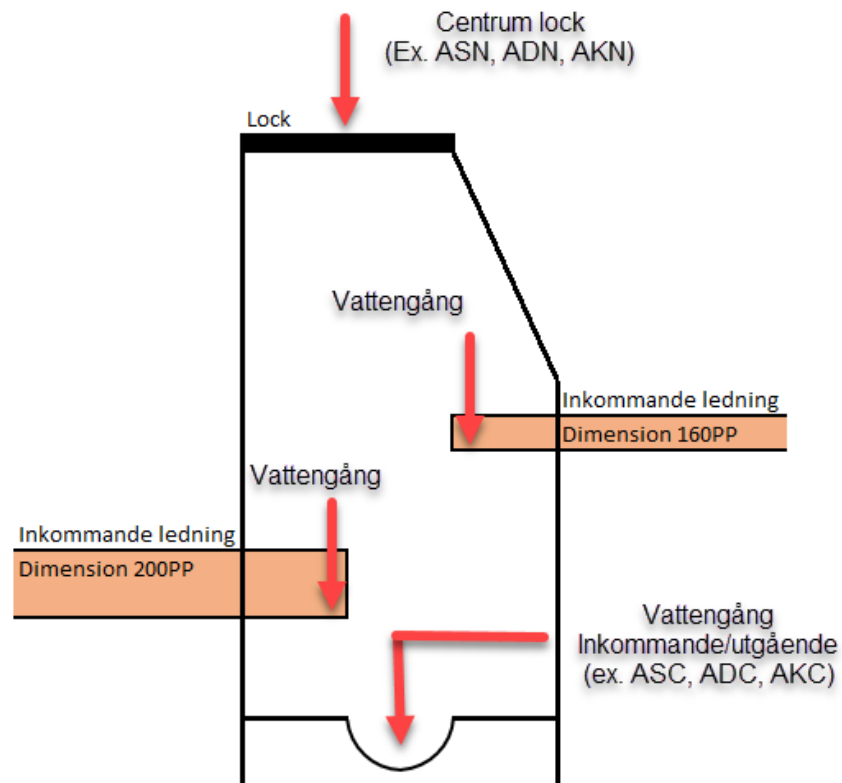 Centrum lock
(Ex. ASN, ADN, AKN)
Lock
Vattengång
Inkommande ledning
Dimension 160PP
Vattengång
Inkommande ledning
Dimension 200PP
Vattengång
Inkommande/utgående
(ex. ASC, ADC, AKC)